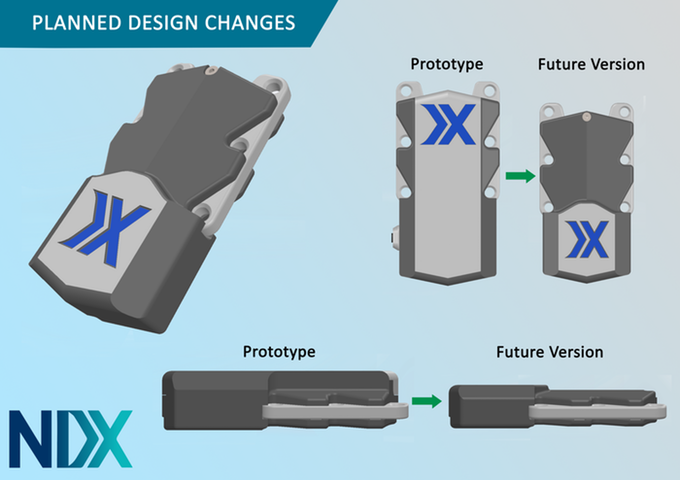 PLANNED DESIGN CHANGES
Prototype
Future Version
Prototype
Future Version
NDX